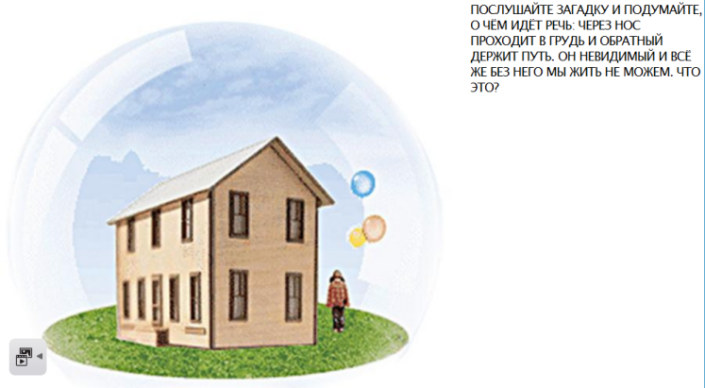 ПОСЛУШАЙТЕ ЗАГАДКУ И ПОДУМАЙТЕ,
О ЧЁМ ИДЁТ РЕЧЬ: ЧЕРЕЗ НОС
ПРОХОДИТ В ГРУДЬ И ОБРАТНЫЙ
ДЕРЖИТ ПУТЬ. ОН НЕВИДИМЫЙ И ВСЁ
ЖЕ БЕЗ НЕГО МЫ ЖИТЬ НЕ МОЖЕМ. ЧТО
ЭТО?